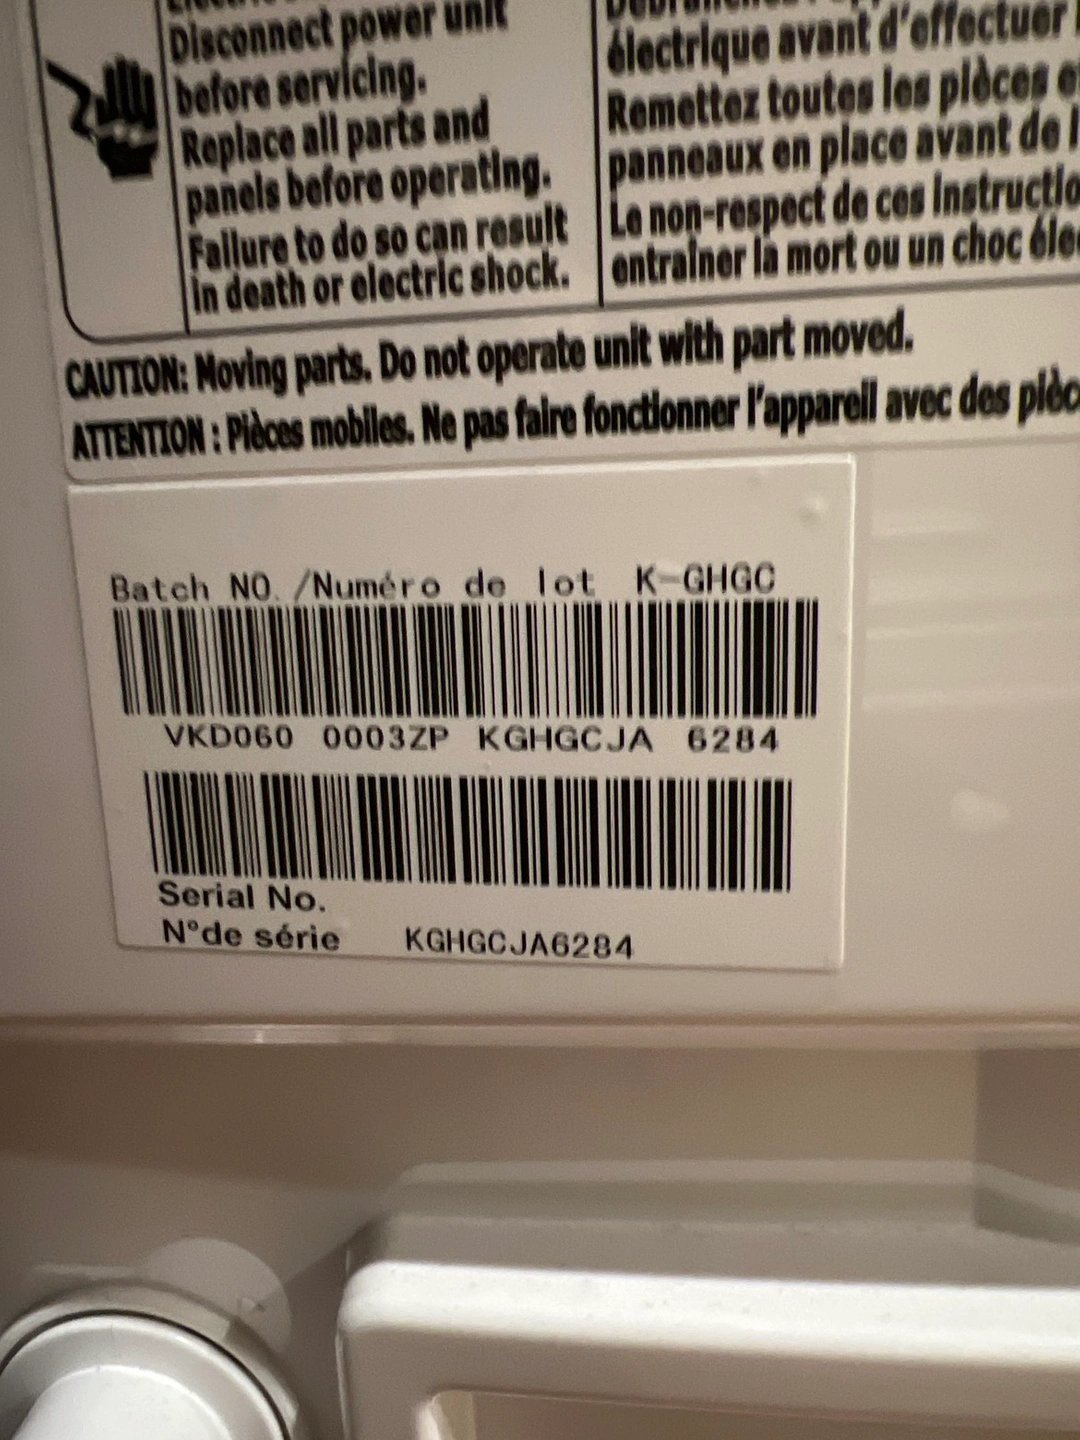 Disconnect power unit
before servicing.
Replace all parts and
panels before operating.
Failure to do so can result
in death or electric shock.
électrique avant d'effectuer
Remettez toutes les pièces
panneaux en place avant de
Le non-respect de ces
entraîner la mort ou un choc
CAUTION: Moving parts. Do not operate unit with part moved.
ATTENTION : Pièces mobiles. Ne pas faire fonctionner l'appareil avec des
Batch NO./Numéro de lot K-GHGC
VKD060 0003ZP KGHGCJA 6284
Serial No.
N°de série KGHGCJA6284